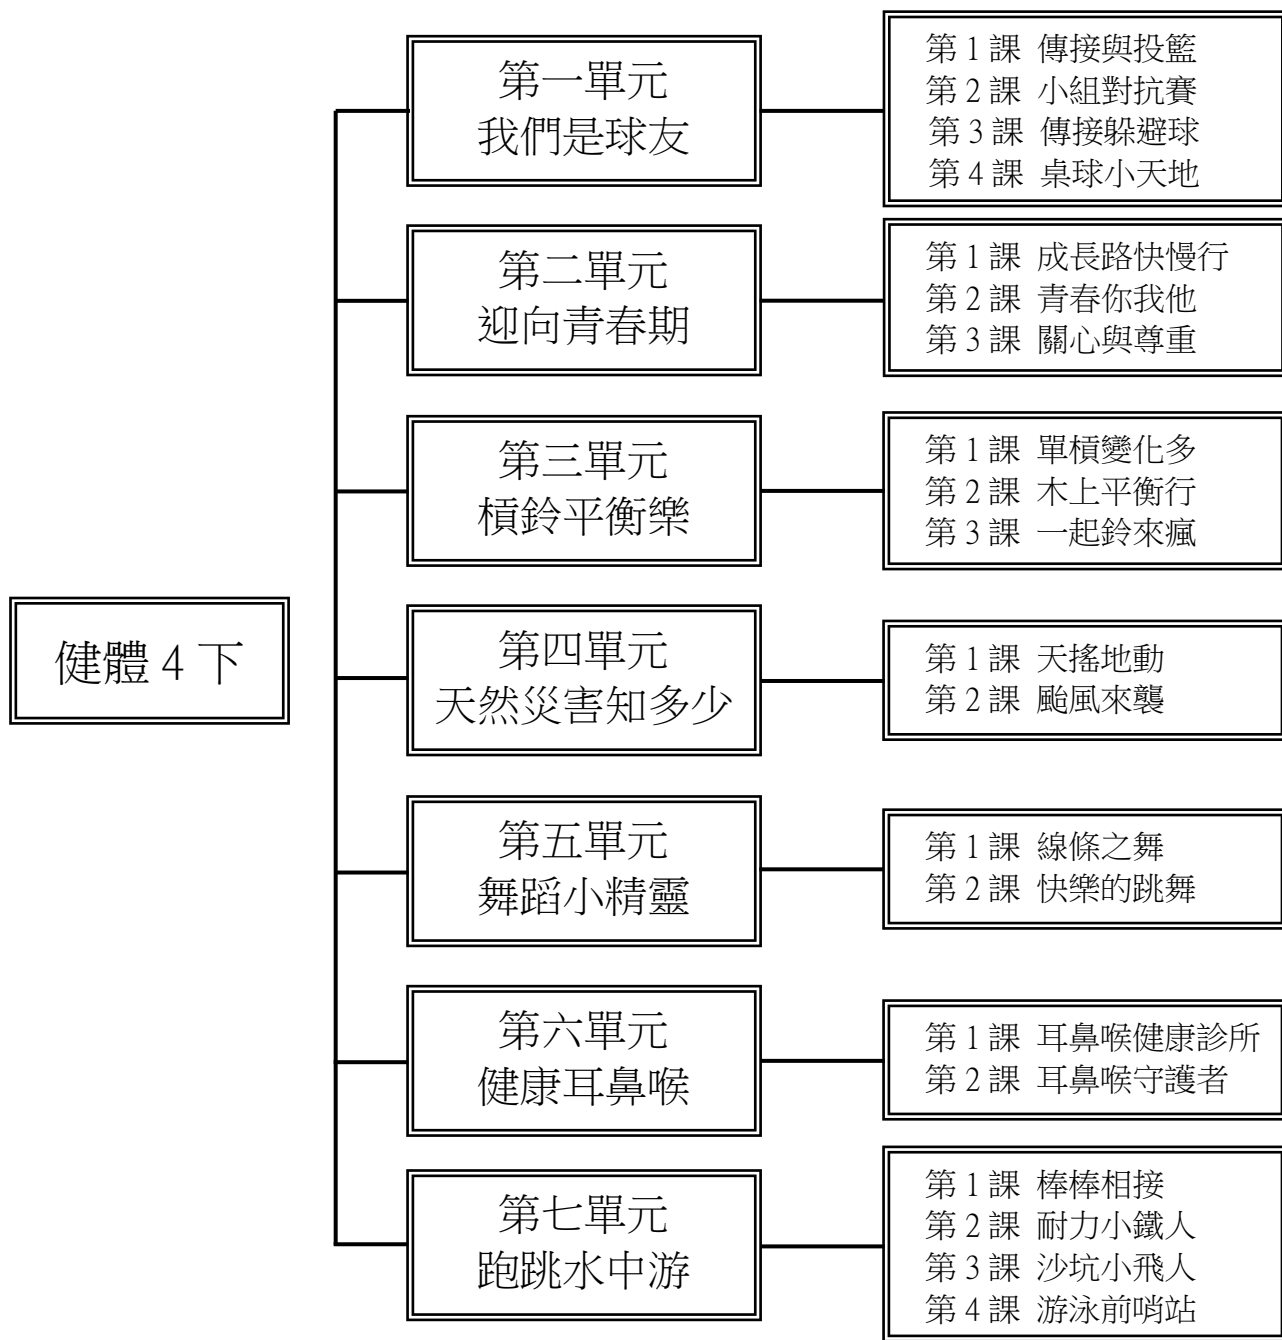 健體 4 下
第一單元
我們是球友
第 1 課 傳接與投籃
第 2 課 小組對抗賽
第 3 課 傳接躲避球
第 4 課 桌球小天地
第二單元
迎向青春期
第 1 課 成長路快慢行
第 2 課 青春你我他
第 3 課 關心與尊重
第三單元
槓鈴平衡樂
第 1 課 單槓變化多
第 2 課 木上平衡行
第 3 課 一起鈴來瘋
第四單元
天然災害知多少
第 1 課 天搖地動
第 2 課 颱風來襲
第五單元
舞蹈小精靈
第 1 課 線條之舞
第 2 課 快樂的跳舞
第六單元
健康耳鼻喉
第 1 課 耳鼻喉健康診所
第 2 課 耳鼻喉守護者
第七單元
跑跳水中游
第 1 課 棒棒相接
第 2 課 耐力小鐵人
第 3 課 沙坑小飛人
第 4 課 游泳前哨站